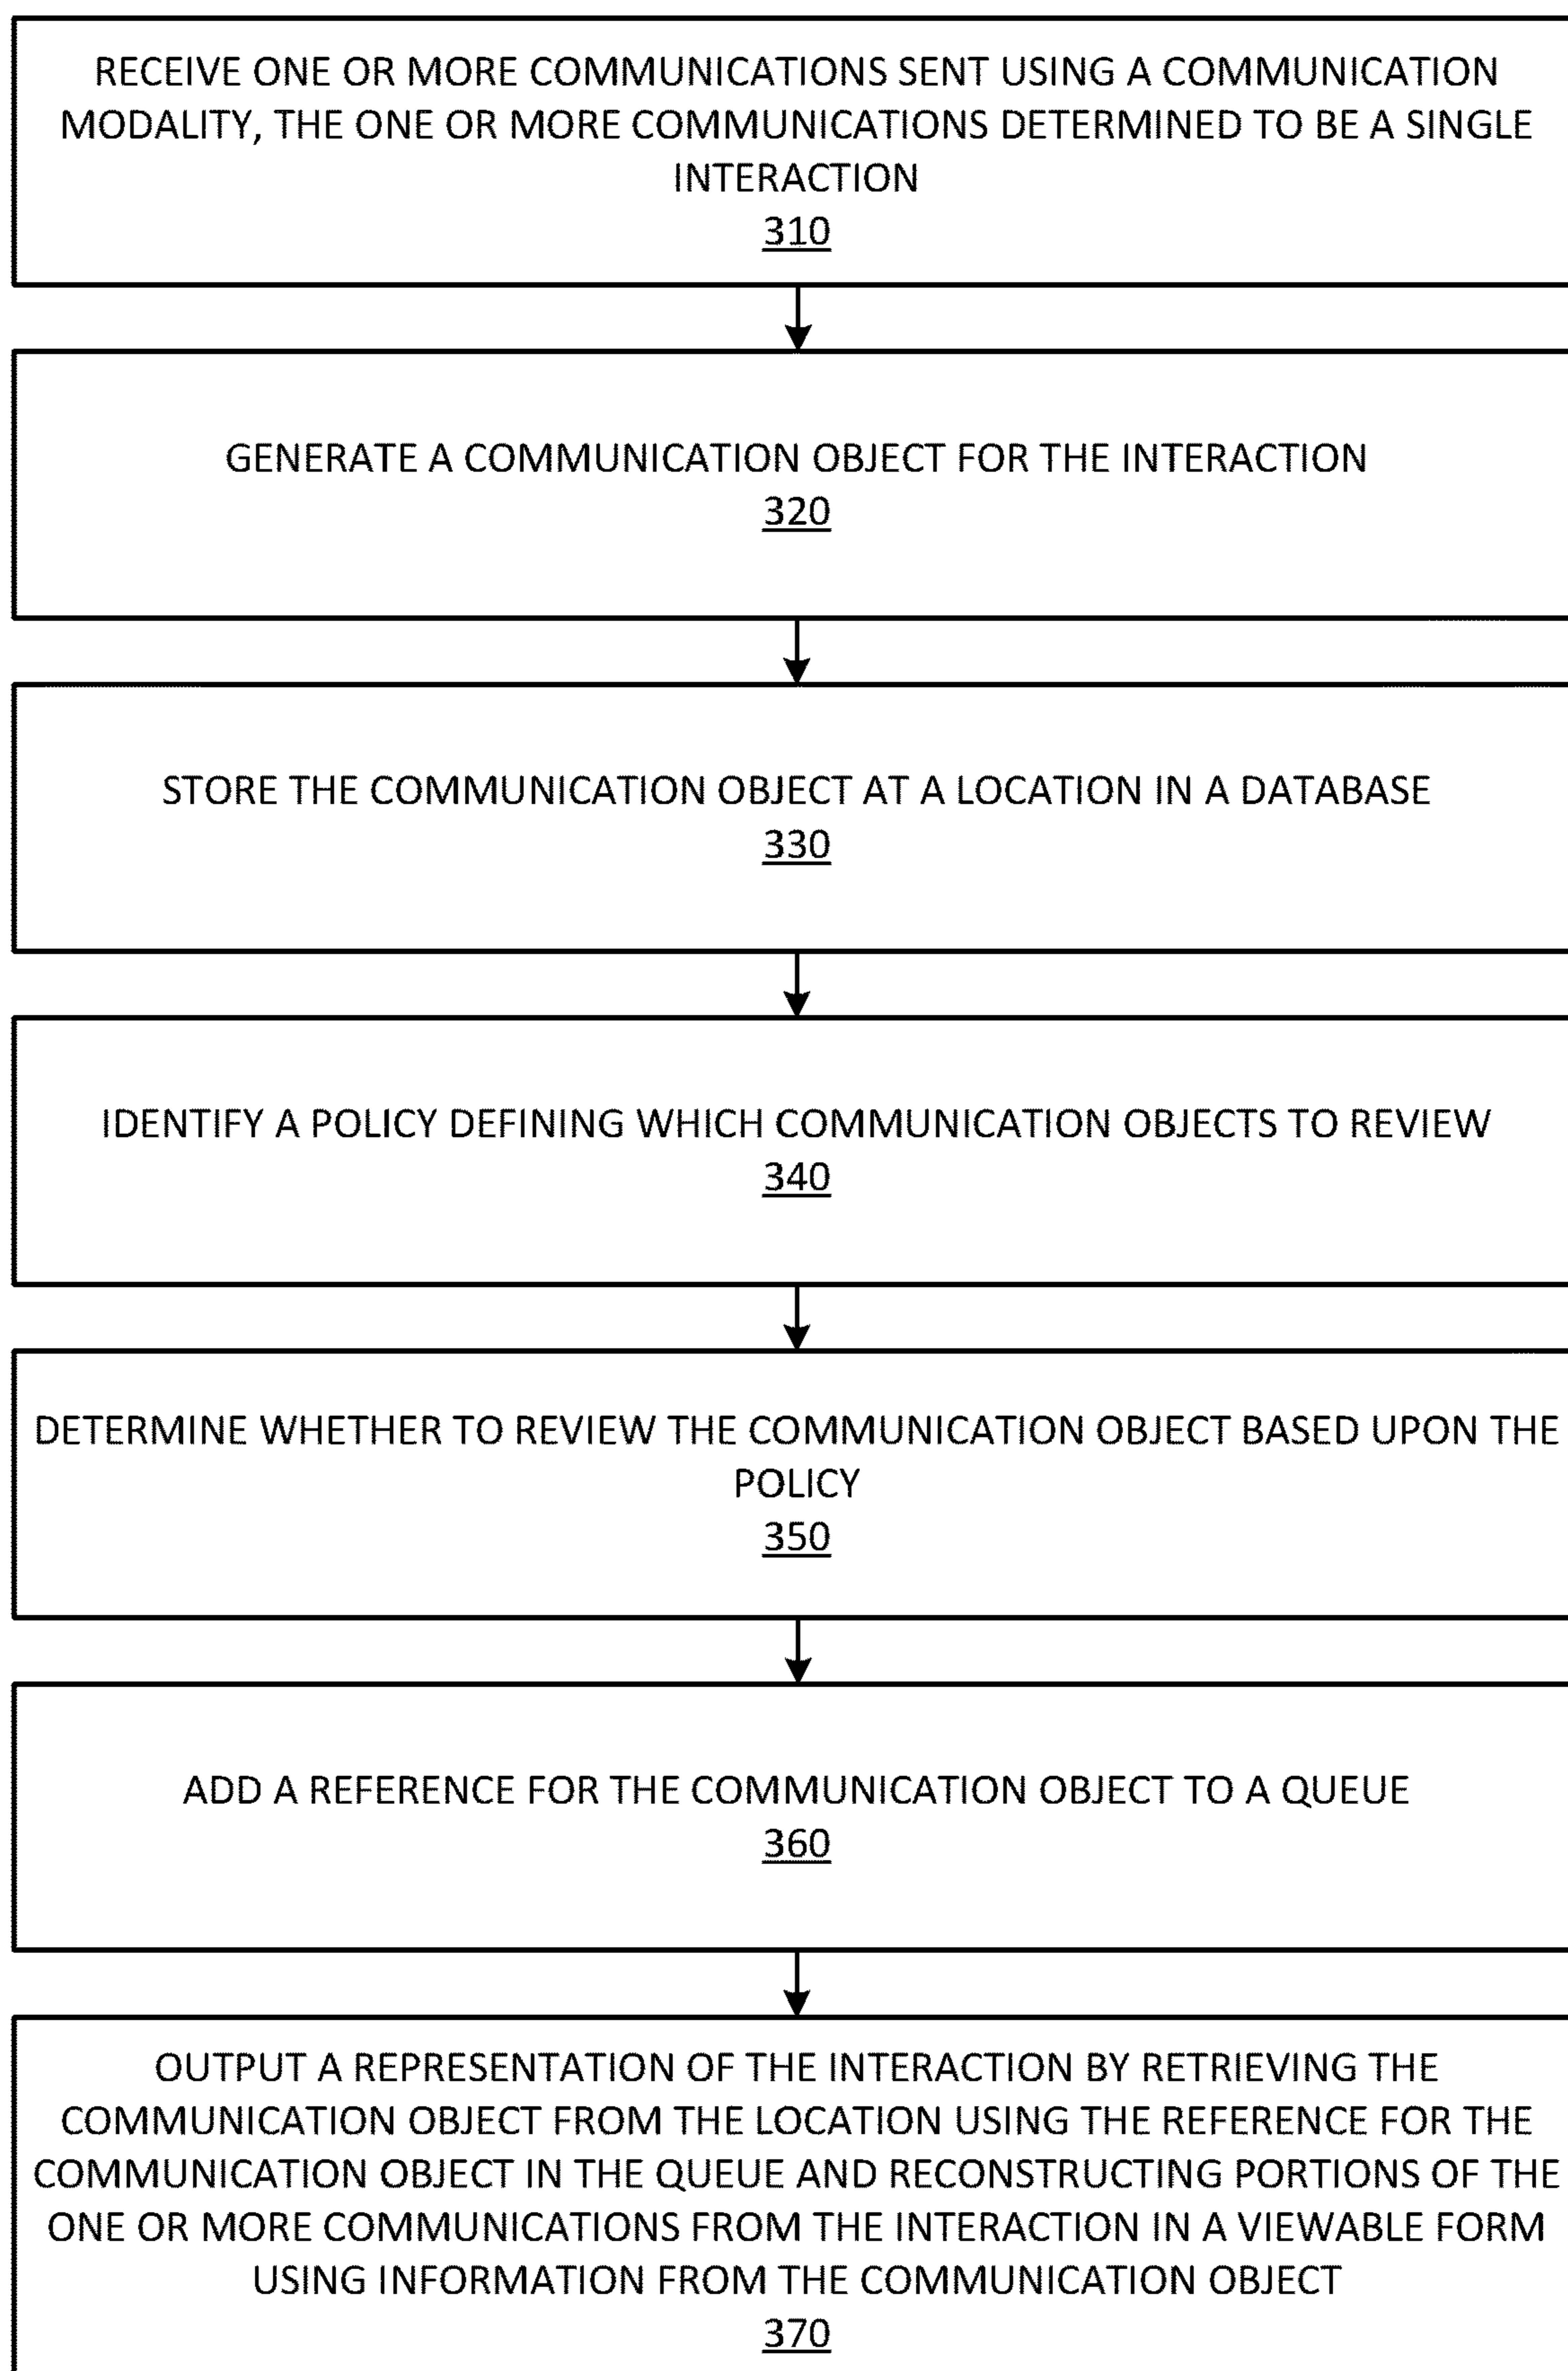 RECEIVE ONE OR MORE COMMUNICATIONS SENT USING A COMMUNICATION
MODALITY, THE ONE OR MORE COMMUNICATIONS DETERMINED TO BE A SINGLE
INTERACTION
310
GENERATE A COMMUNICATION OBJECT FOR THE INTERACTION
320
STORE THE COMMUNICATION OBJECT AT A LOCATION IN A DATABASE
330
IDENTIFY A POLICY DEFINING WHICH COMMUNICATION OBJECTS TO REVIEW
340
DETERMINE WHETHER TO REVIEW THE COMMUNICATION OBJECT BASED UPON THE
POLICY
350
ADD A REFERENCE FOR THE COMMUNICATION OBJECT TO A QUEUE
360
OUTPUT A REPRESENTATION OF THE INTERACTION BY RETRIEVING THE
COMMUNICATION OBJECT FROM THE LOCATION USING THE REFERENCE FOR THE
COMMUNICATION OBJECT IN THE QUEUE AND RECONSTRUCTING PORTIONS OF THE
ONE OR MORE COMMUNICATIONS FROM THE INTERACTION IN A VIEWABLE FORM
USING INFORMATION FROM THE COMMUNICATION OBJECT
370